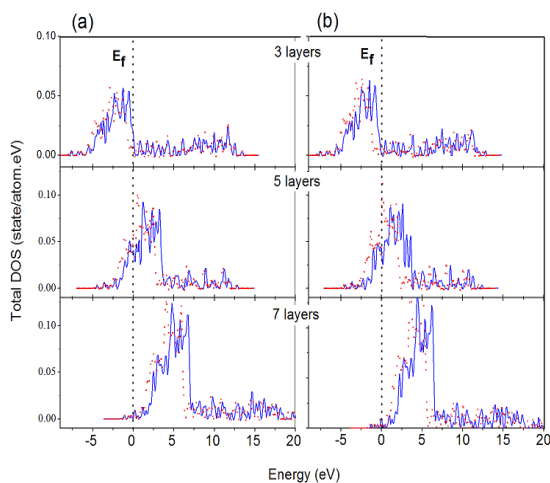 (a) (b)
E_f E_f
3 layers
5 layers
7 layers
Total DOS (state/atom.eV)
0.10
0.05
0.00
0.10
0.05
0.00
0.10
0.05
0.00
-5 0 5 10 15 20 -5 0 5 10 15 20
Energy (eV)